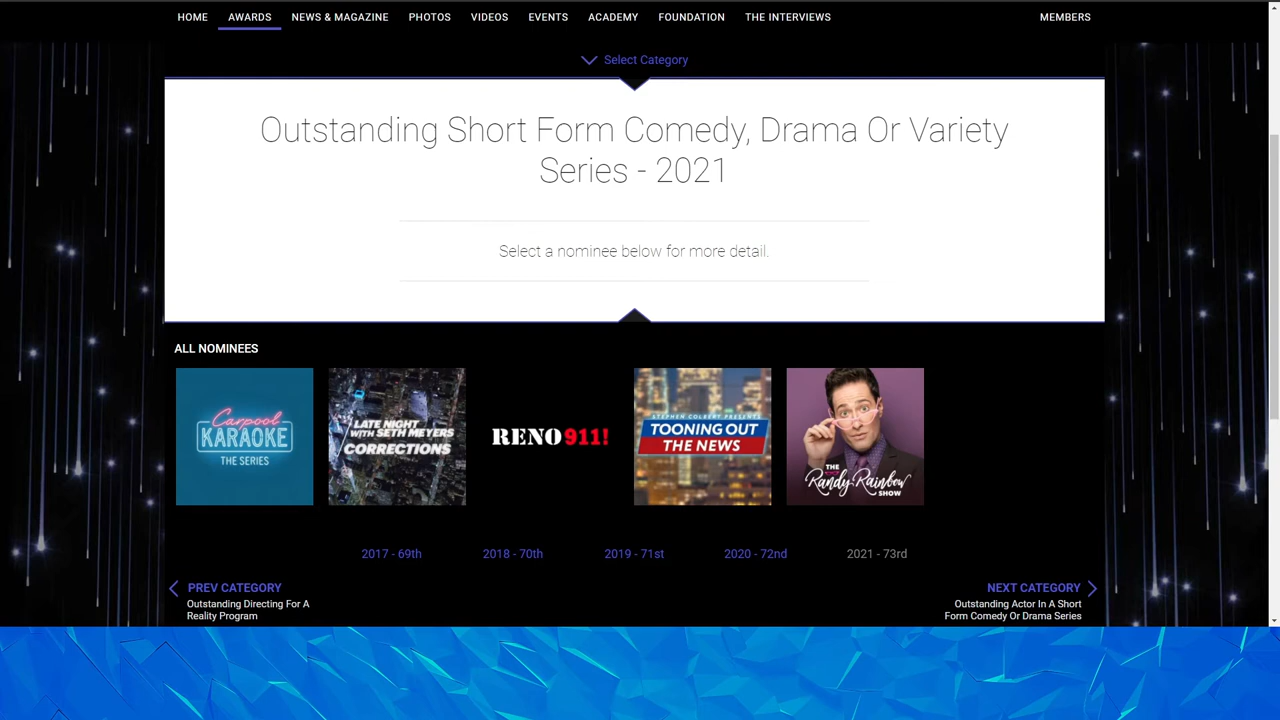 HOME AWARDS NEWS & MAGAZINE PHOTOS VIDEOS EVENTS ACADEMY FOUNDATION THE INTERVIEWS MEMBERS
Select Category
Outstanding Short Form Comedy, Drama Or Variety
Series - 2021
Select a nominee below for more detail.
ALL NOMINEES
Carpool
KARAOKE
THE SERIES
LATE NIGHT
WITH SETH MEYERS
CORRECTIONS
RENO911!
STEPHEN COLBERT PRESENTS
TOONING OUT
THE NEWS
THE
Randy Rainbow
SHOW
2017 - 69th 2018 - 70th 2019 - 71st 2020 - 72nd 2021 - 73rd
PREV CATEGORY
Outstanding Directing For A
Reality Program
NEXT CATEGORY
Outstanding Actor In A Short
Form Comedy Or Drama Series